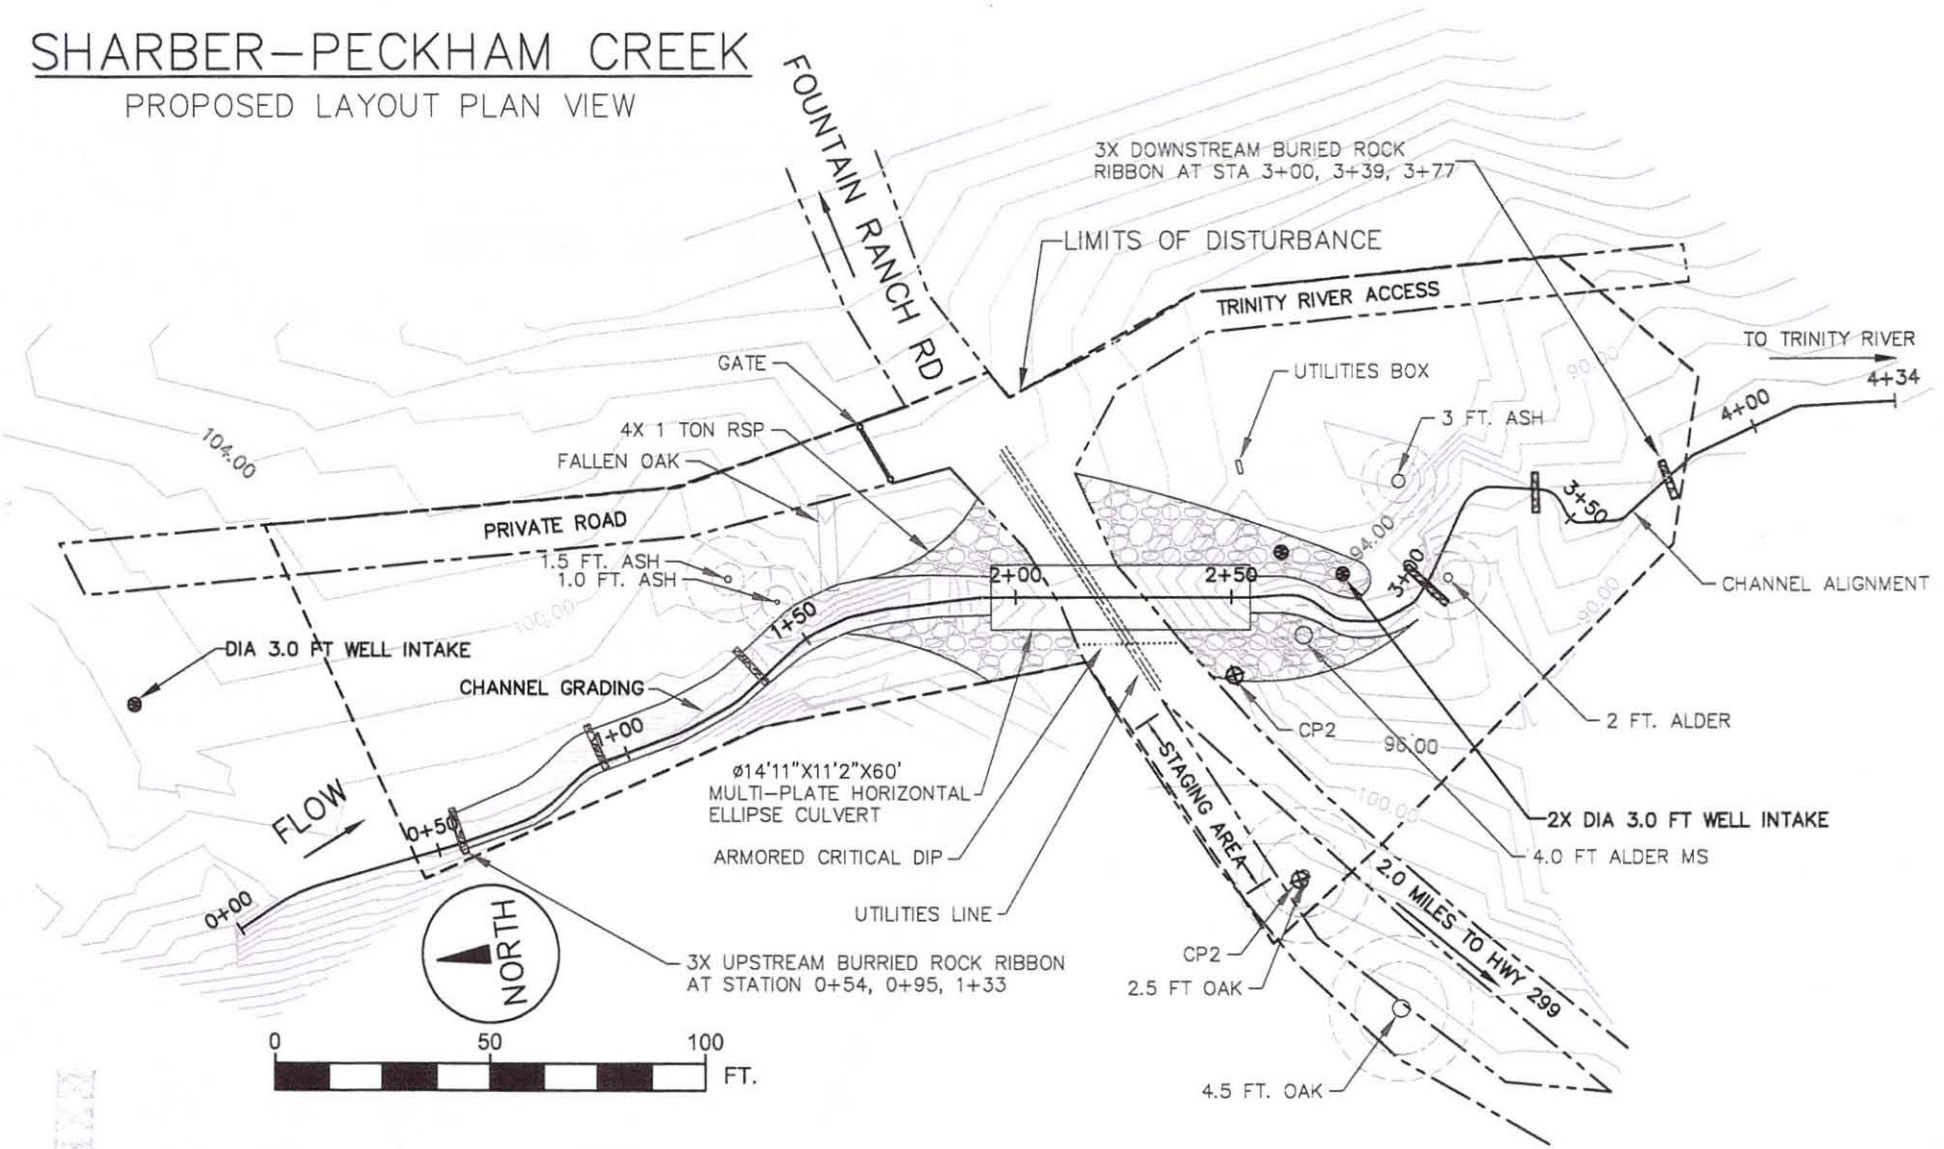 SHARBER-PECKHAM CREEK
PROPOSED LAYOUT PLAN VIEW
FOUNTAIN RANCH RD
3X DOWNSTREAM BURIED ROCK
RIBBON AT STA 3+00, 3+39, 3+77
LIMITS OF DISTURBANCE
TRINITY RIVER ACCESS
TO TRINITY RIVER
4+34
4+00
GATE
UTILITIES BOX
90.00
3 FT. ASH
4X 1 TON RSP
FALLEN OAK
104.00
PRIVATE ROAD
3+50
94.00
1.5 FT. ASH
1.0 FT. ASH
2+00
2+50
3+00
CHANNEL ALIGNMENT
100.00
1+50
90.00
DIA 3.0 FT WELL INTAKE
CHANNEL GRADING
2 FT. ALDER
CP2
96.00
1+00
STAGING AREA
Ø14'11"X11'2"X60'
MULTI-PLATE HORIZONTAL
ELLIPSE CULVERT
100.00
2X DIA 3.0 FT WELL INTAKE
FLOW
0+50
ARMORED CRITICAL DIP
4.0 FT ALDER MS
2.0 MILES TO HWY 299
0+00
UTILITIES LINE
NORTH
CP2
3X UPSTREAM BURRIED ROCK RIBBON
AT STATION 0+54, 0+95, 1+33
2.5 FT OAK
0 50 100
FT.
4.5 FT. OAK